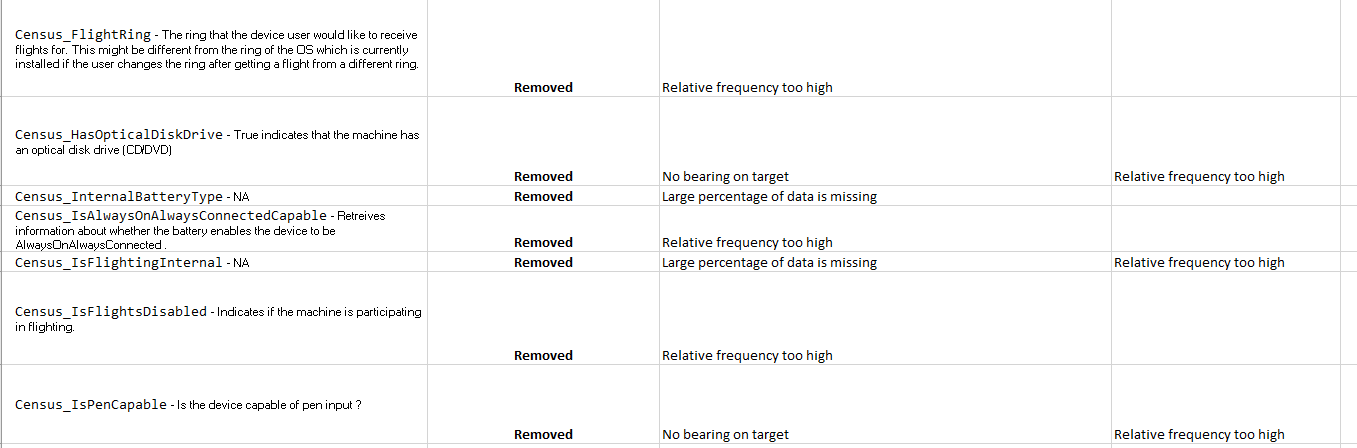 Census_FlightRing - The ring that the device user would like to receive
flights for. This might be different from the ring of the OS which is currently
installed if the user changes the ring after getting a flight from a different ring.
Removed Relative frequency too high
Census_HasOpticalDiskDrive - True indicates that the machine has
an optical disk drive (CD/DVD)
Removed No bearing on target Relative frequency too high
Census_InternalBatteryType - NA Removed Large percentage of data is missing
Census_IsAlwaysOnAlwaysConnectedCapable - Retreives
information about whether the battery enables the device to be
AlwaysOnAlwaysConnected .
Removed Relative frequency too high
Census_IsFlightingInternal - NA Removed Large percentage of data is missing Relative frequency too high
Census_IsFlightsDisabled - Indicates if the machine is participating
in flighting.
Removed Relative frequency too high
Census_IsPenCapable - Is the device capable of pen input ?
Removed No bearing on target Relative frequency too high